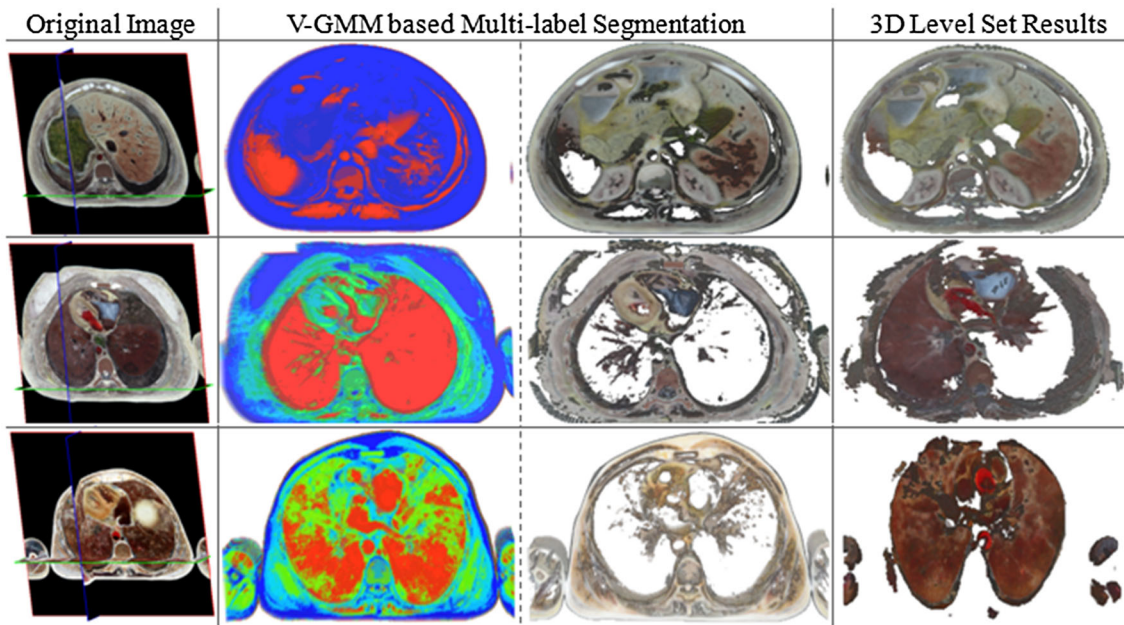 Original Image
V-GMM based Multi-label Segmentation
3D Level Set Results